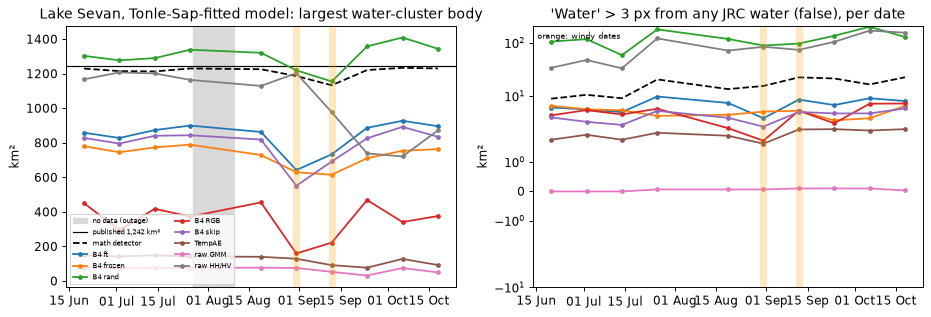 Lake Sevan, Tonle-Sap-fitted model: largest water-cluster body
km²
1400
1200
1000
800
600
400
200
0
no data (outage)
published 1,242 km²
math detector
B4 ft
B4 frozen
B4 rand
B4 RGB
B4 skip
TempAE
raw GMM
raw HH/HV
15 Jun
01 Jul
15 Jul
01 Aug
15 Aug
01 Sep
15 Sep
01 Oct
15 Oct
'Water' > 3 px from any JRC water (false), per date
orange: windy dates
km²
10²
10¹
10⁰
0
−10⁰
−10¹
15 Jun
01 Jul
15 Jul
01 Aug
15 Aug
01 Sep
15 Sep
01 Oct
15 Oct